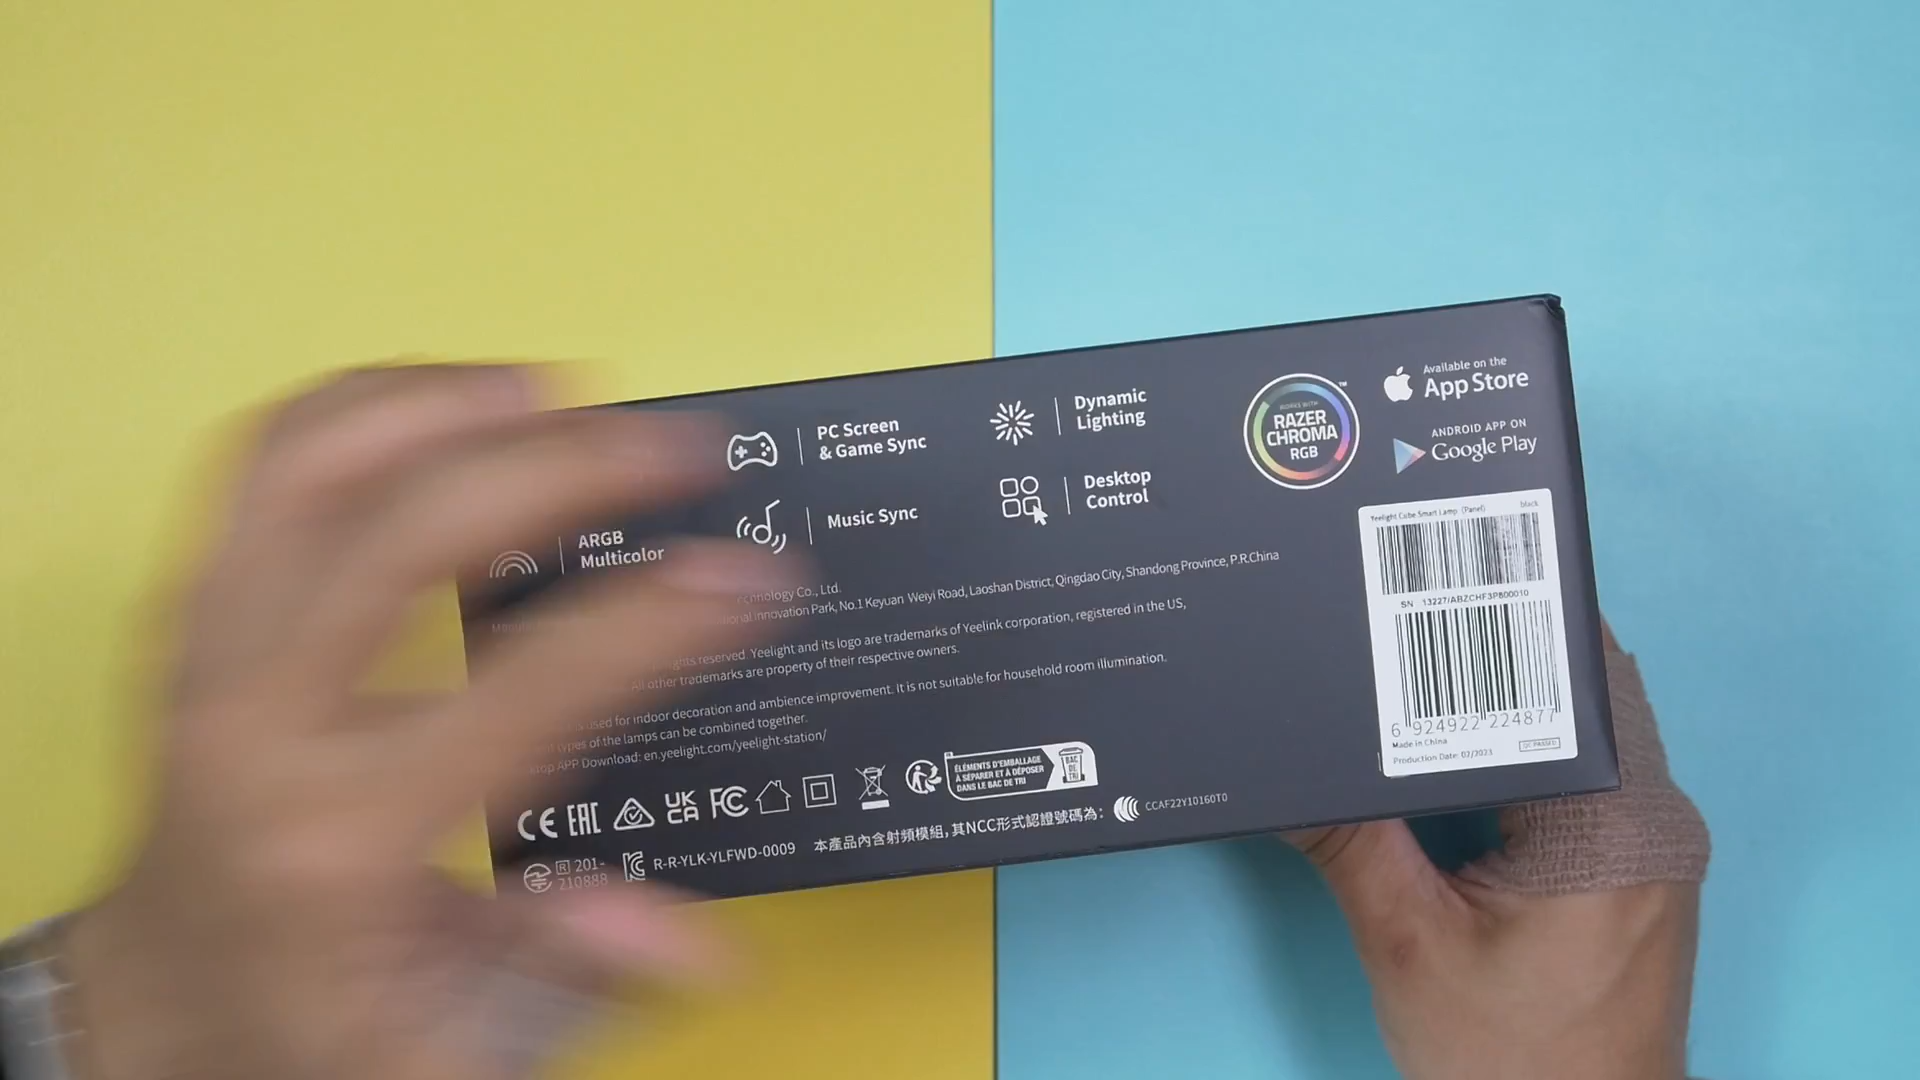 PC Screen
& Game Sync
Dynamic
Lighting
ARGB
Multicolor
Music Sync
Desktop
Control
WORKS WITH
RAZER
CHROMA
RGB
TM
Available on the
App Store
ANDROID APP ON
Google Play
Co., Ltd.
Innovation Park, No.1 Keyuan Weiyi Road, Laoshan District, Qingdao City, Shandong Province, P.R.China
reserved. Yeelight and its logo are trademarks of Yeelink corporation, registered in the US,
All other trademarks are property of their respective owners.
used for indoor decoration and ambience improvement. It is not suitable for household room illumination.
types of the lamps can be combined together.
APP Download: en.yeelight.com/yeelight-station/
CE EAC UK CA FC
ÉLÉMENTS D'EMBALLAGE
À SÉPARER ET À DÉPOSER
DANS LE BAC DE TRI
BAC
DE
TRI
R 201-
210888
R-R-YLK-YLFWD-0009
本產品內含射頻模組,其NCC形式認證號碼為:
CCAF22Y10160T0
Yeelight Cube Smart Lamp (Panel) black
SN 13227/ABZCHF3P800010
6 924922 224877
Made in China
Production Date: 02/2023